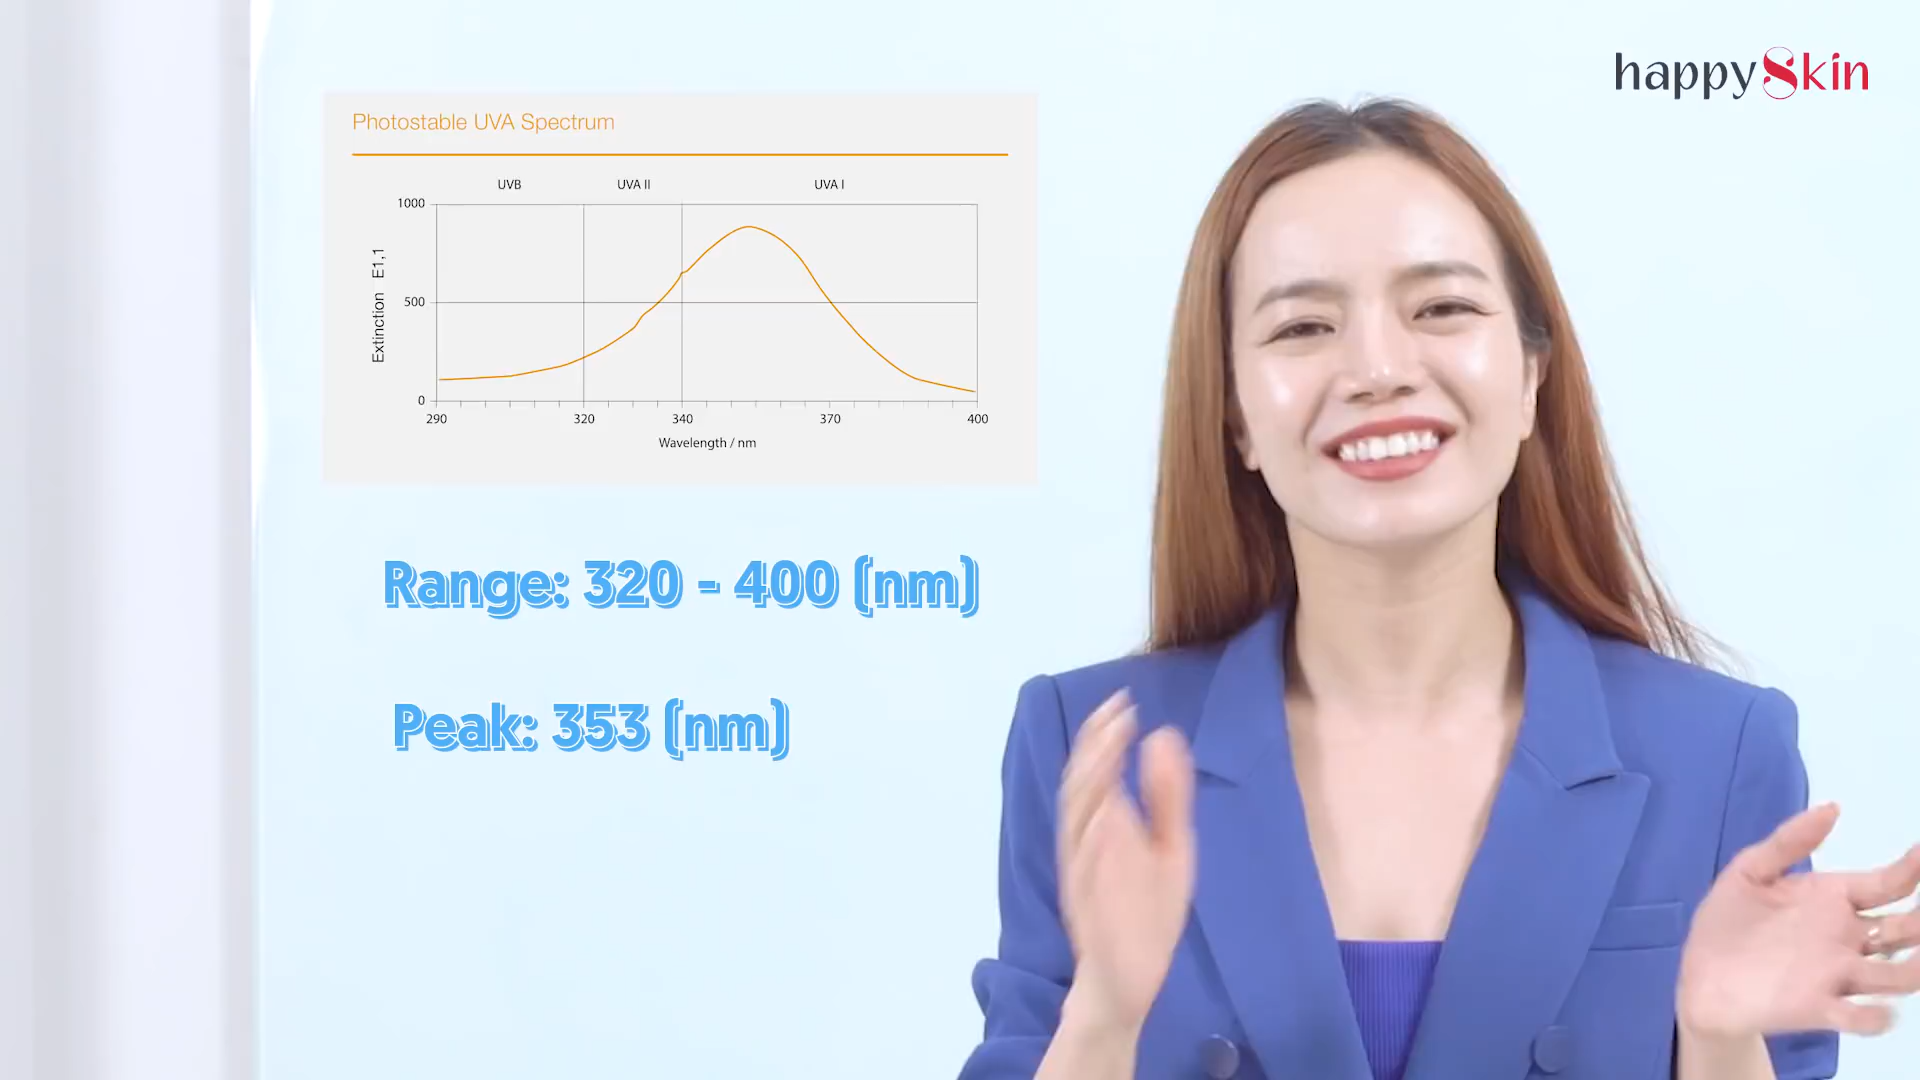 happySkin
Photostable UVA Spectrum
UVB UVA II UVA I
1000
500
0
Extinction E1,1
290 320 340 370 400
Wavelength / nm
Range: 320 - 400 (nm)
Peak: 353 (nm)